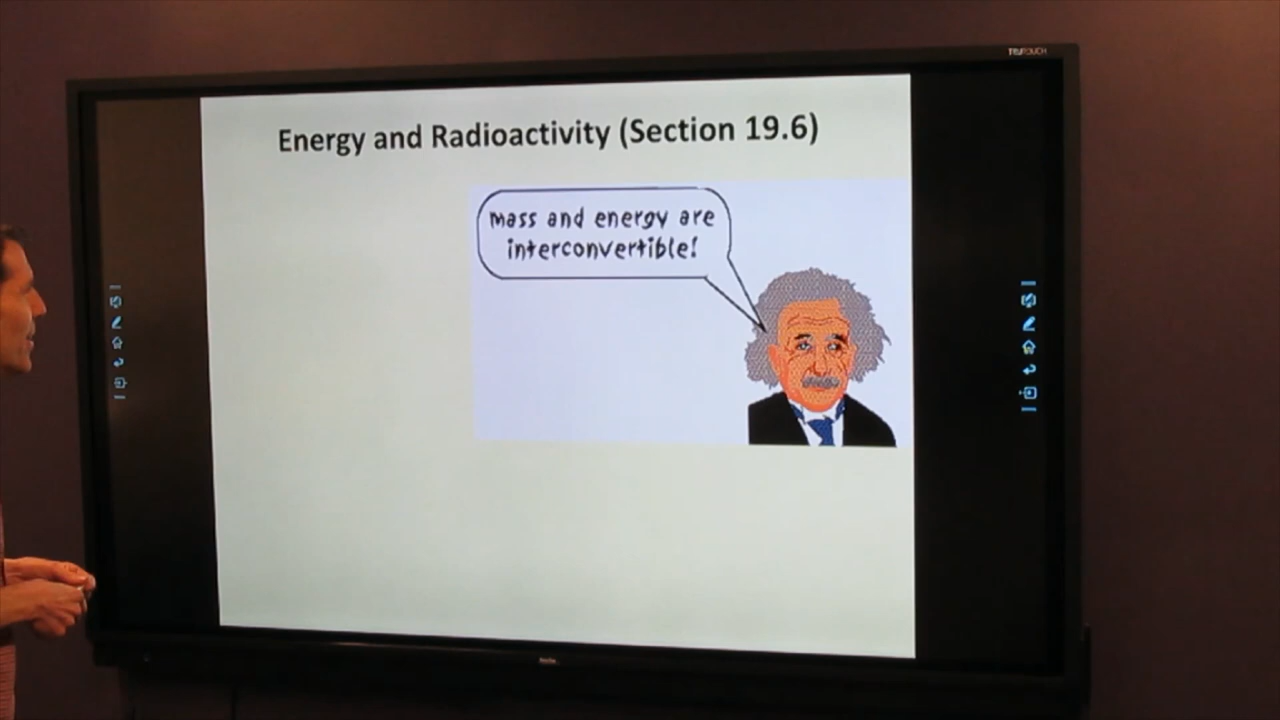 Energy and Radioactivity (Section 19.6)
mass and energy are
interconvertible!